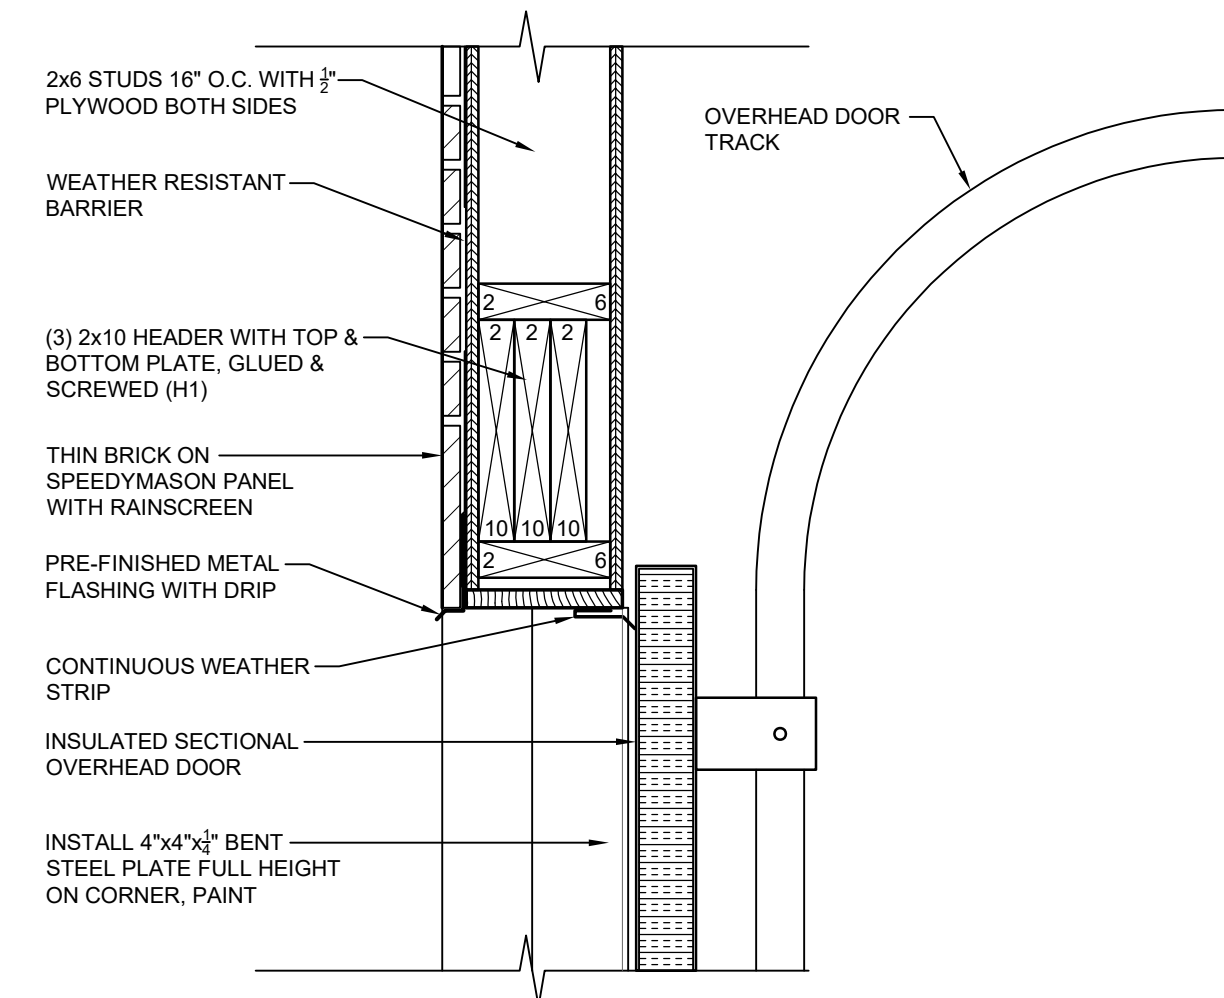 2x6 STUDS 16" O.C. WITH 1/2"
PLYWOOD BOTH SIDES
OVERHEAD DOOR
TRACK
WEATHER RESISTANT
BARRIER
2 6
(3) 2x10 HEADER WITH TOP &
BOTTOM PLATE, GLUED &
SCREWED (H1)
2 2 2
THIN BRICK ON
SPEEDYMASON PANEL
WITH RAINSCREEN
10 10 10
2 6
PRE-FINISHED METAL
FLASHING WITH DRIP
CONTINUOUS WEATHER
STRIP
INSULATED SECTIONAL
OVERHEAD DOOR
INSTALL 4"x4"x1/4" BENT
STEEL PLATE FULL HEIGHT
ON CORNER, PAINT